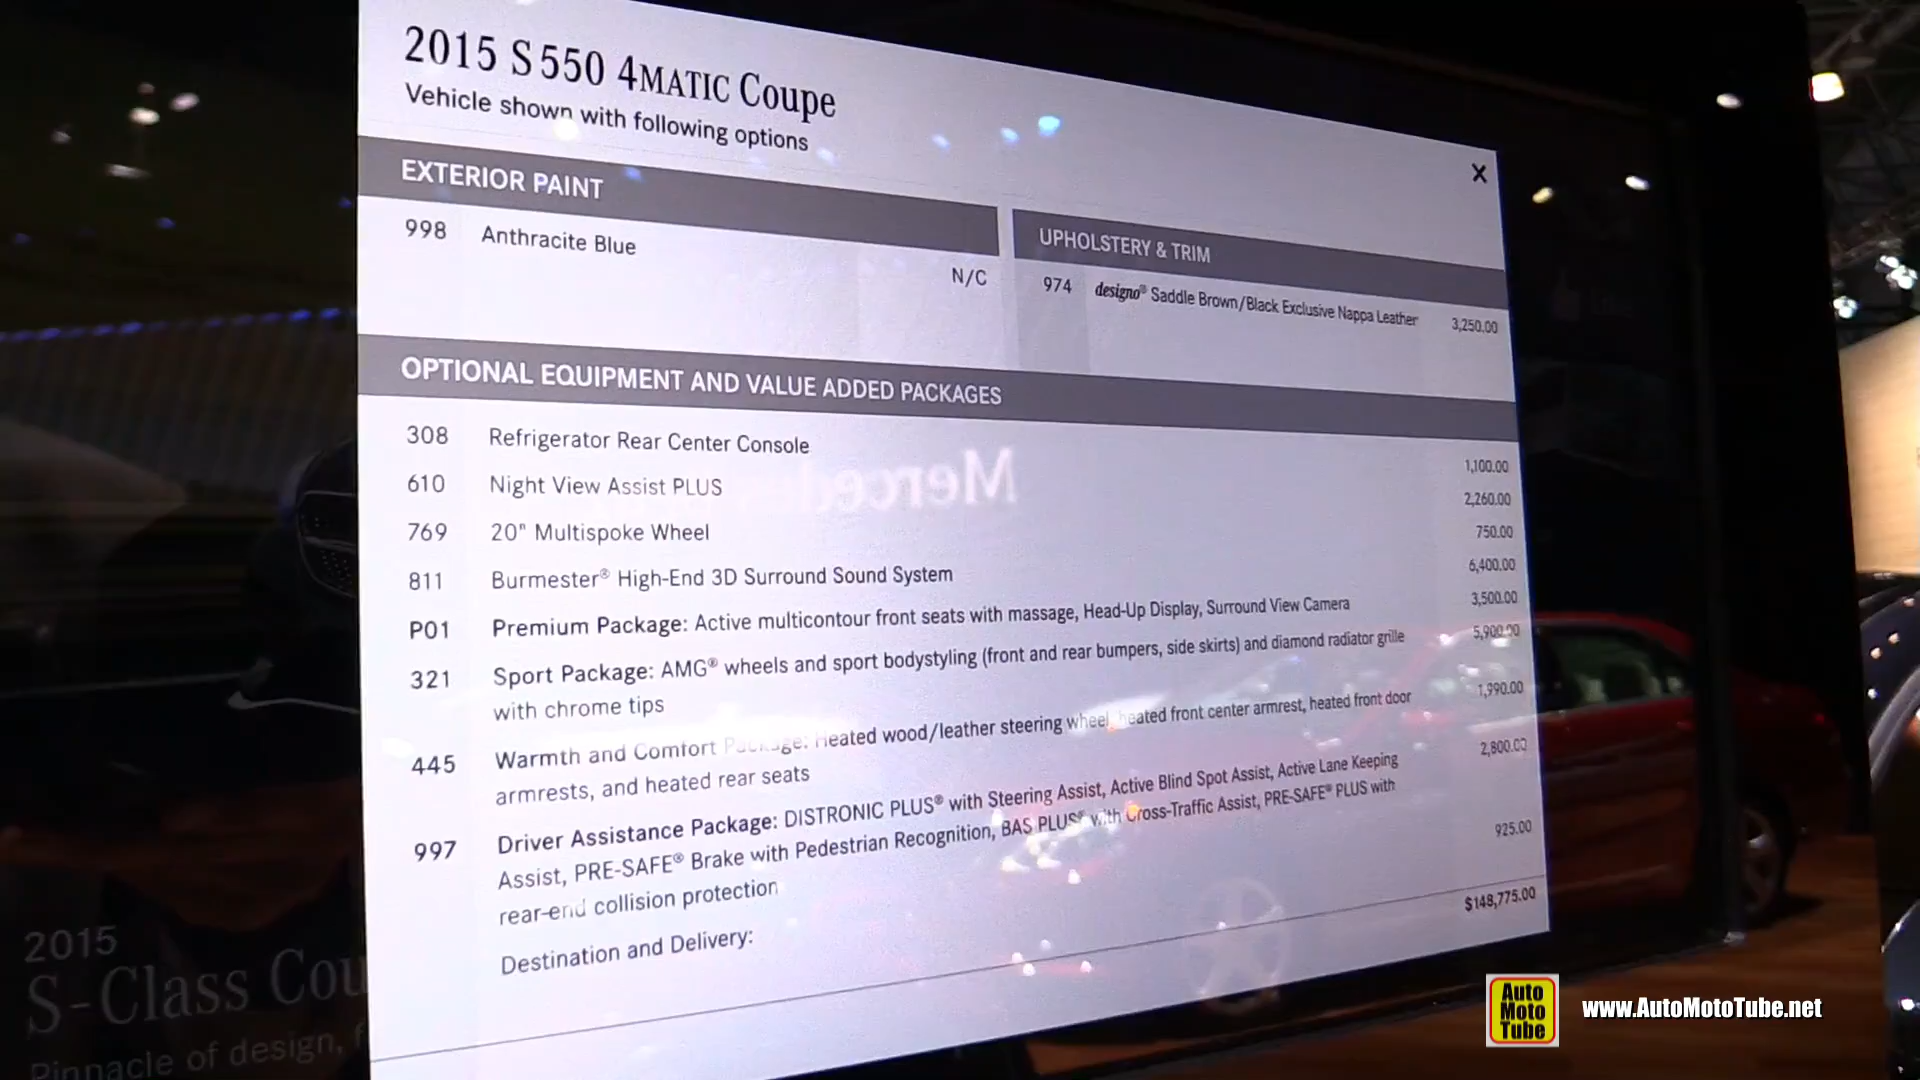 2015 S 550 4MATIC Coupe
Vehicle shown with following options
X
EXTERIOR PAINT
998 Anthracite Blue
N/C
UPHOLSTERY & TRIM
974 designo® Saddle Brown/Black Exclusive Nappa Leather 3,250.00
OPTIONAL EQUIPMENT AND VALUE ADDED PACKAGES
308 Refrigerator Rear Center Console 1,100.00
610 Night View Assist PLUS 2,260.00
769 20" Multispoke Wheel 750.00
811 Burmester® High-End 3D Surround Sound System 6,400.00
P01 Premium Package: Active multicontour front seats with massage, Head-Up Display, Surround View Camera 3,500.00
321 Sport Package: AMG® wheels and sport bodystyling (front and rear bumpers, side skirts) and diamond radiator grille 5,900.00
with chrome tips
445 Warmth and Comfort Package: Heated wood/leather steering wheel, heated front center armrest, heated front door 1,990.00
armrests, and heated rear seats
997 Driver Assistance Package: DISTRONIC PLUS® with Steering Assist, Active Blind Spot Assist, Active Lane Keeping 2,800.00
Assist, PRE-SAFE® Brake with Pedestrian Recognition, BAS PLUS® with Cross-Traffic Assist, PRE-SAFE® PLUS with
rear-end collision protection
Destination and Delivery: 925.00
$148,775.00
2015
S-Class Cou
Pinnacle of design, f
Auto
Moto
Tube
www.AutoMotoTube.net